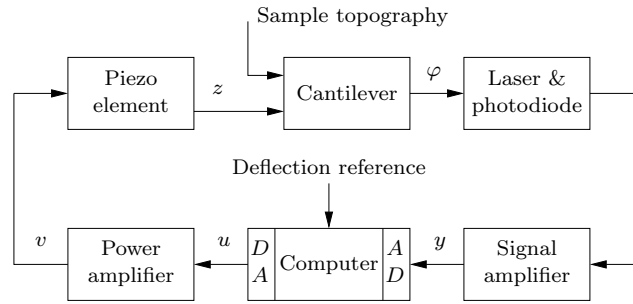 Sample topography
Piezo
element
z
Cantilever
φ
Laser &
photodiode
Deflection reference
v
Power
amplifier
u
D
A
Computer
A
D
y
Signal
amplifier